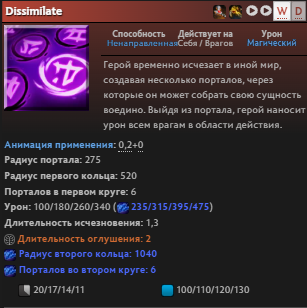 Dissimilate
W D
Способность Действует на Урон
Ненаправленная Себя / Врагов Магический
Герой временно исчезает в иной мир,
создавая несколько порталов, через
которые он может собрать свою сущность
воедино. Выйдя из портала, герой наносит
урон всем врагам в области действия.
Анимация применения: 0,2+0
Радиус портала: 275
Радиус первого кольца: 520
Порталов в первом круге: 6
Урон: 100/180/260/340 (235/315/395/475)
Длительность исчезновения: 1,3
Длительность оглушения: 2
Радиус второго кольца: 1040
Порталов во втором круге: 6
20/17/14/11 100/110/120/130